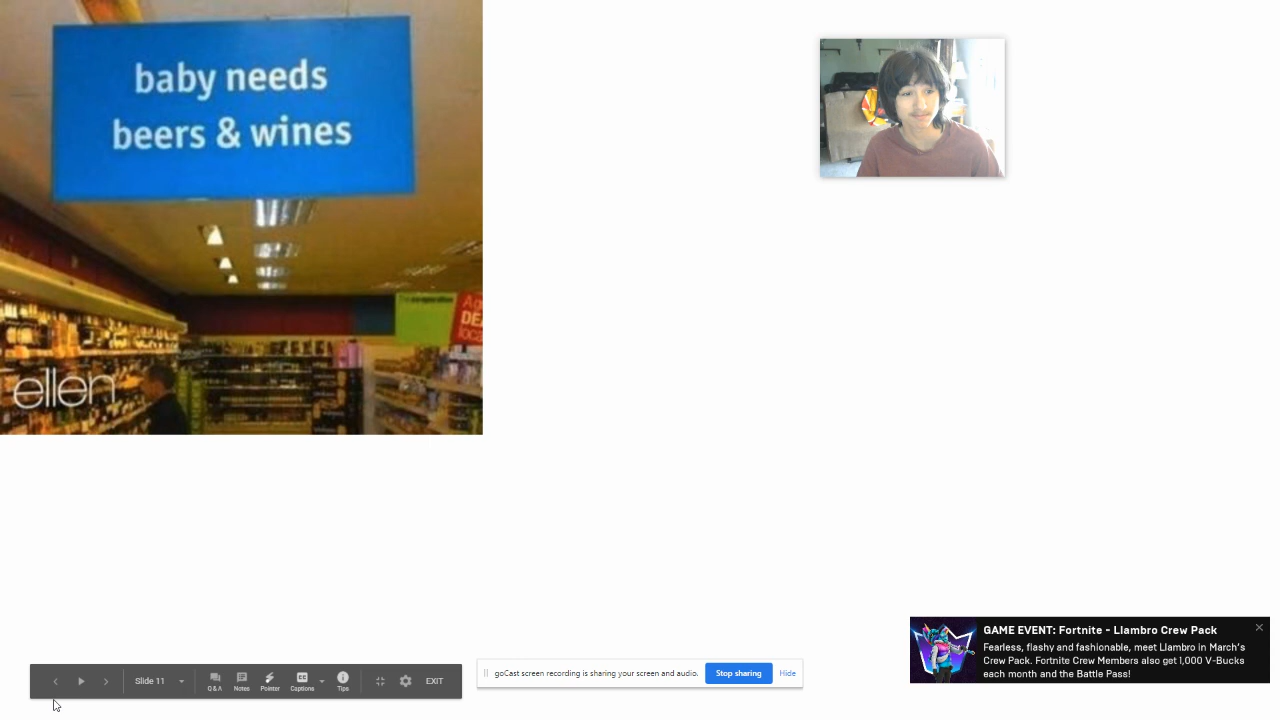 baby needs
beers & wines
ellen
GAME EVENT: Fortnite - Llambro Crew Pack
Fearless, flashy and fashionable, meet Llambro in March's
Crew Pack. Fortnite Crew Members also get 1,000 V-Bucks
each month and the Battle Pass!
goCast screen recording is sharing your screen and audio.
Stop sharing
Hide
Slide 11
Q & A
Notes
Pointer
Captions
Tips
EXIT